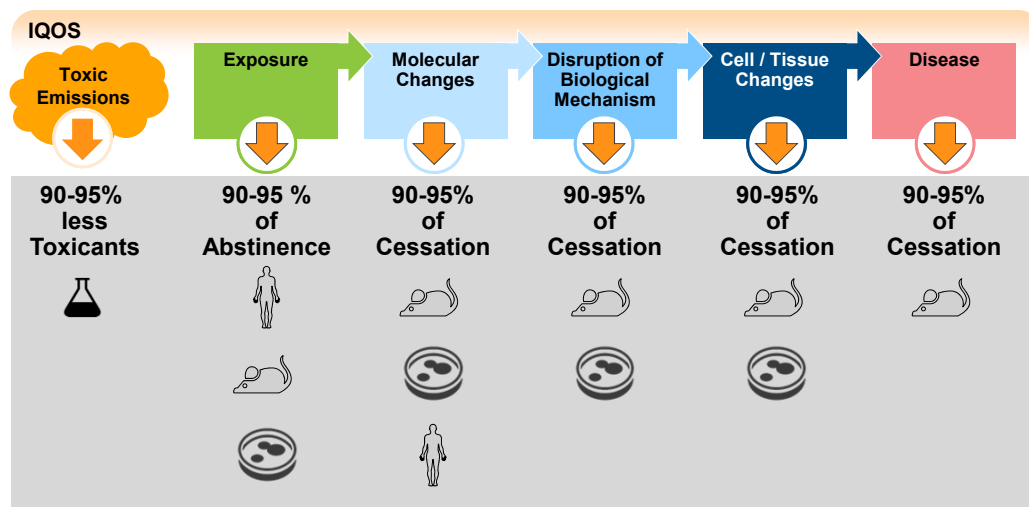 IQOS
Toxic
Emissions
Exposure
Molecular
Changes
Disruption of
Biological
Mechanism
Cell / Tissue
Changes
Disease
90-95%
less
Toxicants
90-95 %
of
Abstinence
90-95%
of
Cessation
90-95%
of
Cessation
90-95%
of
Cessation
90-95%
of
Cessation